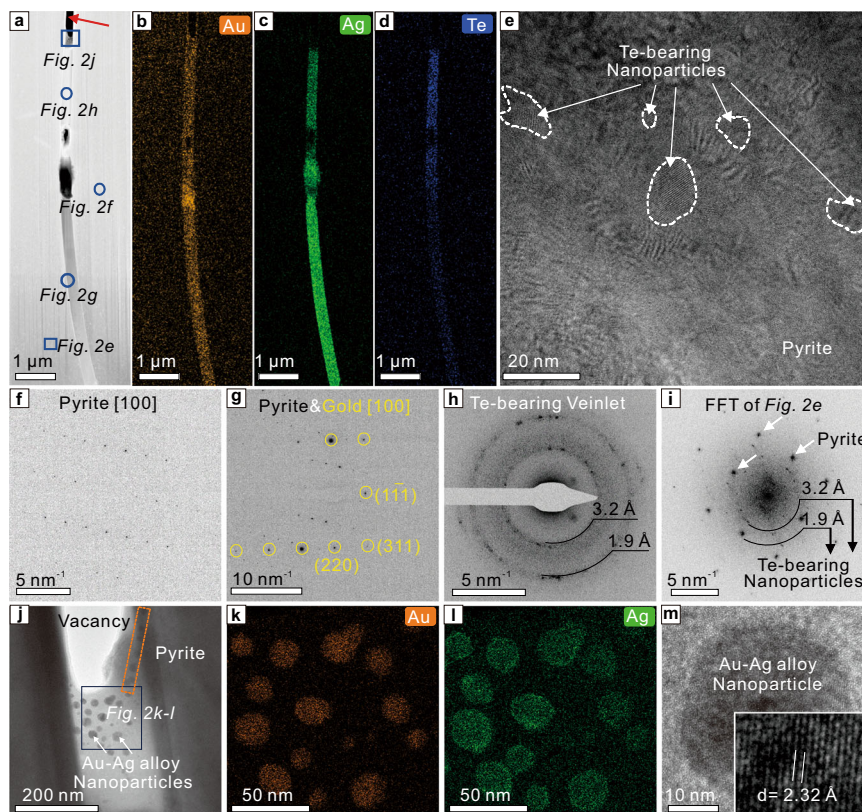 a
Fig. 2j
Fig. 2h
Fig. 2f
Fig. 2g
Fig. 2e
1 µm
b
Au
1 µm
c
Ag
1 µm
d
Te
1 µm
e
Te-bearing
Nanoparticles
Pyrite
20 nm
f
Pyrite [100]
5 nm⁻¹
g
Pyrite&Gold [100]
(11̅1)
(311)
(220)
10 nm⁻¹
h
Te-bearing Veinlet
3.2 Å
1.9 Å
5 nm⁻¹
i
FFT of Fig. 2e
Pyrite
3.2 Å
1.9 Å
Te-bearing
Nanoparticles
5 nm⁻¹
j
Vacancy
Pyrite
Fig. 2k-l
Au-Ag alloy
Nanoparticles
200 nm
k
Au
50 nm
l
Ag
50 nm
m
Au-Ag alloy
Nanoparticle
d= 2.32 Å
10 nm